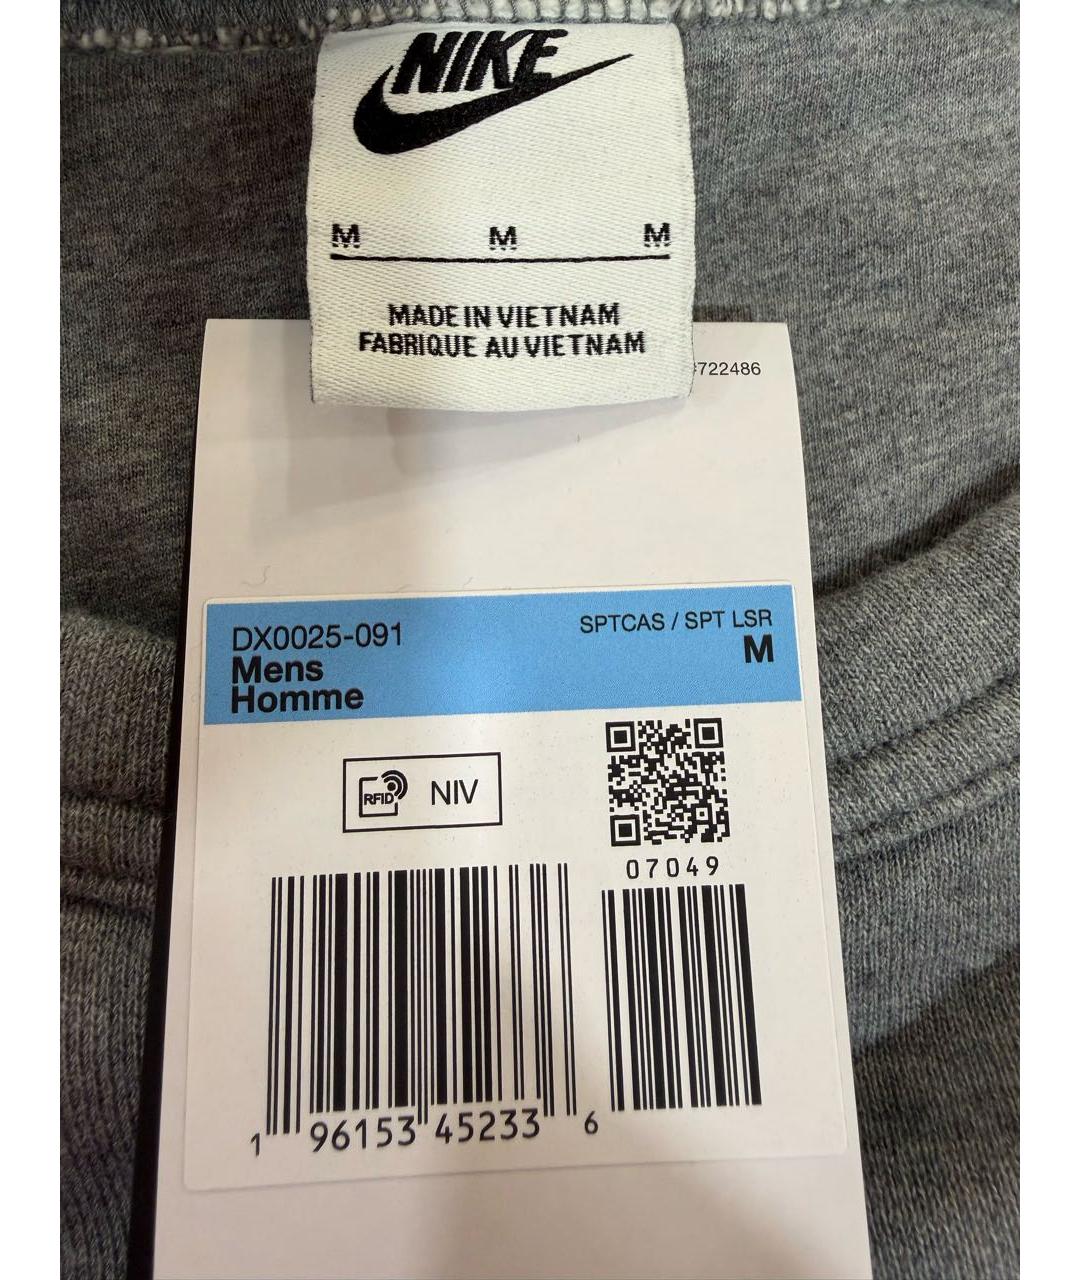 NIKE
M M M
MADE IN VIETNAM
FABRIQUE AU VIETNAM
722486
DX0025-091 SPTCAS / SPT LSR
Mens M
Homme
RFID NIV
07049
1 96153 45233 6